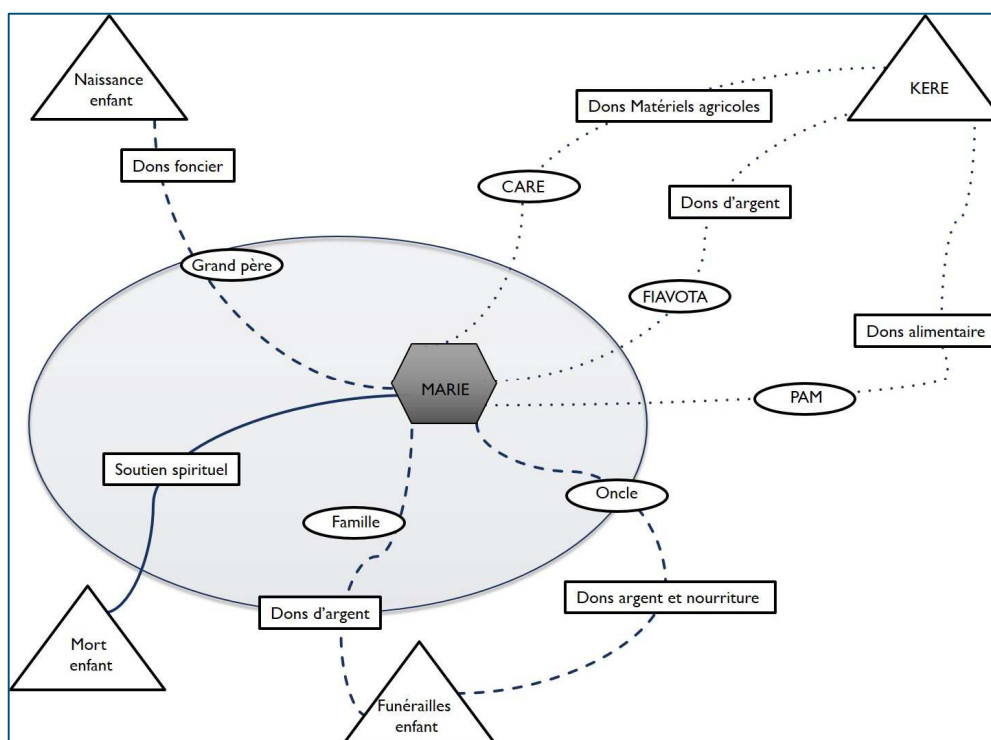 Naissance
enfant
KERE
Dons Matériels agricoles
Dons foncier
CARE
Dons d'argent
Grand père
FIAVOTA
Dons alimentaire
MARIE
PAM
Soutien spirituel
Oncle
Famille
Dons d'argent
Dons argent et nourriture
Mort
enfant
Funérailles
enfant